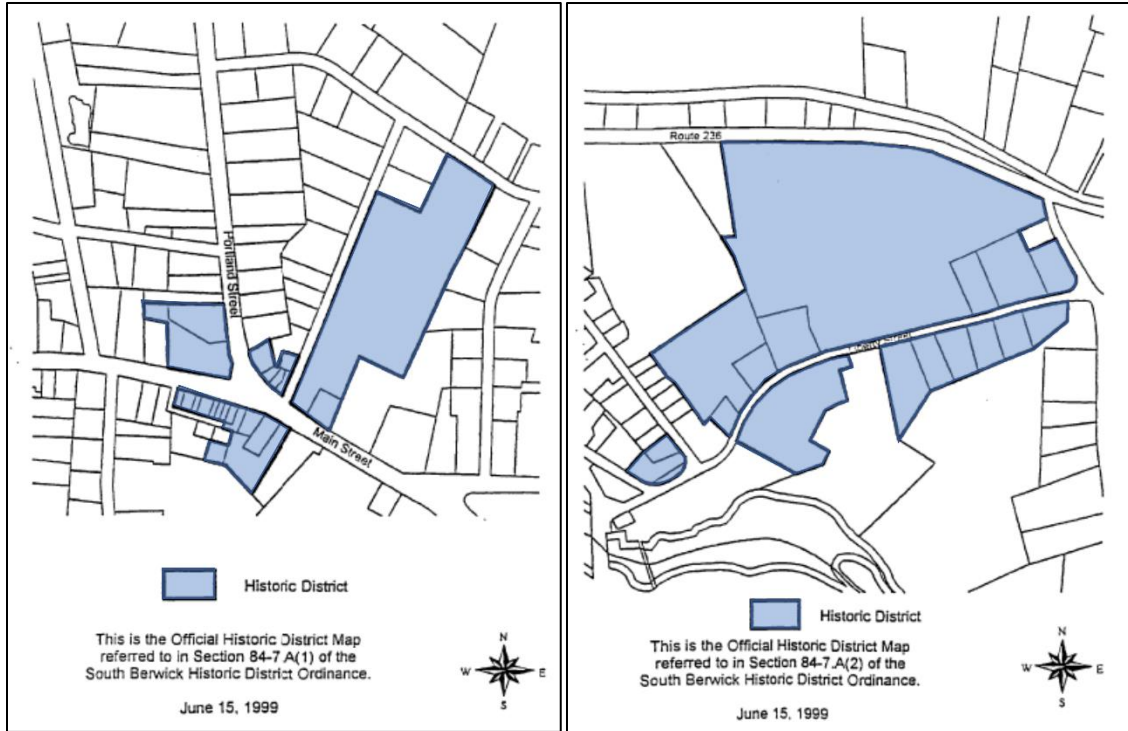 Portland Street
Main Street
Historic District
This is the Official Historic District Map
referred to in Section 84-7.A(1) of the
South Berwick Historic District Ordinance.
June 15, 1999
N
W
E
S
Route 236
Liberty Street
Historic District
This is the Official Historic District Map
referred to in Section 84-7.A(2) of the
South Berwick Historic District Ordinance.
June 15, 1999
N
W
E
S